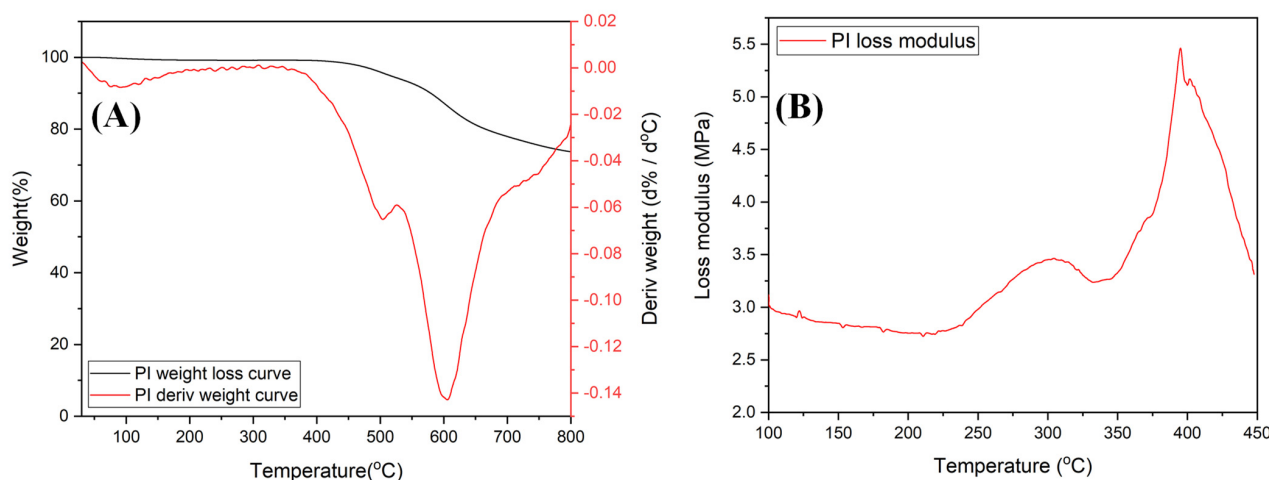 (A)
Weight(%)
100
80
60
40
20
0
PI weight loss curve
PI deriv weight curve
100 200 300 400 500 600 700 800
Temperature(°C)
0.02
0.00
-0.02
-0.04
-0.06
-0.08
-0.10
-0.12
-0.14
Deriv weight (d% / d°C)
(B)
PI loss modulus
Loss modulus (MPa)
5.5
5.0
4.5
4.0
3.5
3.0
2.5
2.0
100 150 200 250 300 350 400 450
Temperature (°C)